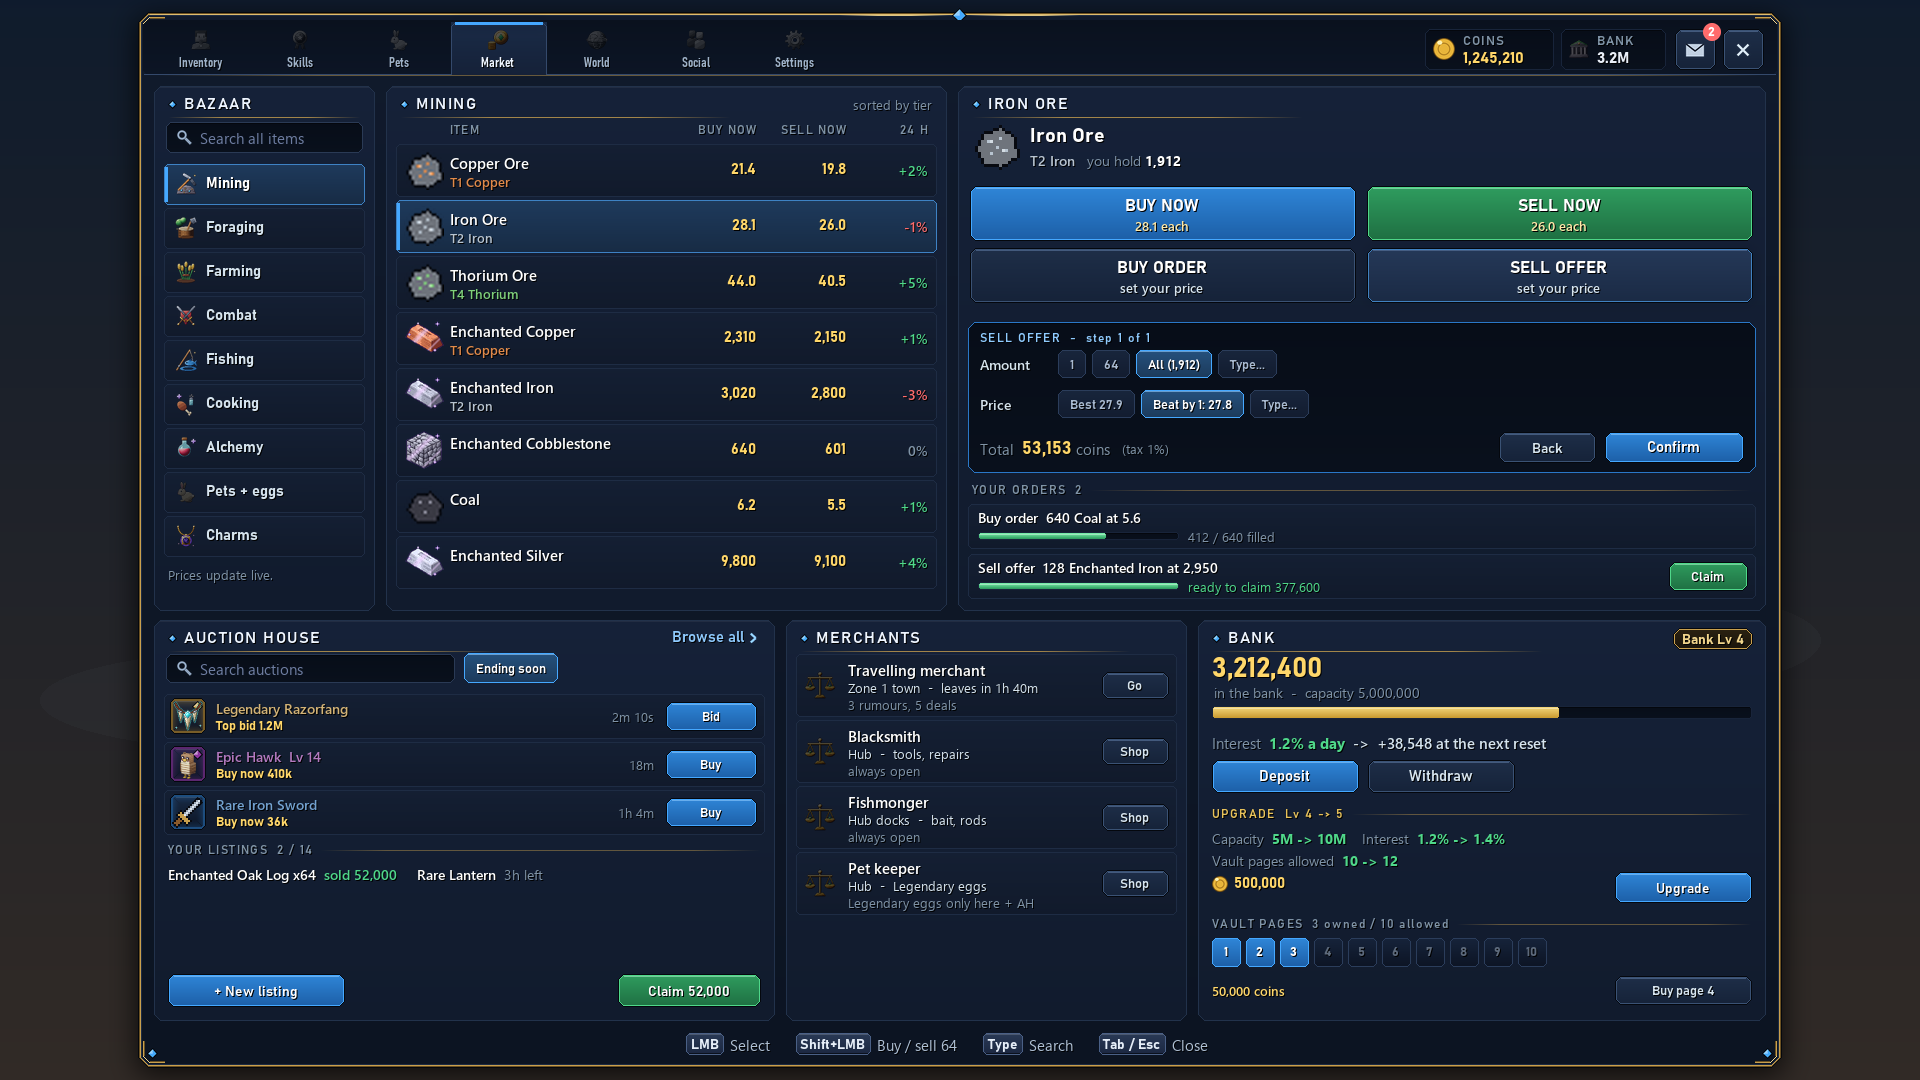 Inventory
Skills
Pets
Market
World
Social
Settings
COINS
1,245,210
BANK
3.2M
2
BAZAAR
Search all items
Mining
Foraging
Farming
Combat
Fishing
Cooking
Alchemy
Pets + eggs
Charms
Prices update live.
MINING
sorted by tier
ITEM BUY NOW SELL NOW 24 H
Copper Ore 21.4 19.8 +2%
T1 Copper
Iron Ore 28.1 26.0 -1%
T2 Iron
Thorium Ore 44.0 40.5 +5%
T4 Thorium
Enchanted Copper 2,310 2,150 +1%
T1 Copper
Enchanted Iron 3,020 2,800 -3%
T2 Iron
Enchanted Cobblestone 640 601 0%
Coal 6.2 5.5 +1%
Enchanted Silver 9,800 9,100 +4%
IRON ORE
Iron Ore
T2 Iron you hold 1,912
BUY NOW
28.1 each
SELL NOW
26.0 each
BUY ORDER
set your price
SELL OFFER
set your price
SELL OFFER - step 1 of 1
Amount 1 64 All (1,912) Type...
Price Best 27.9 Beat by 1: 27.8 Type...
Total 53,153 coins (tax 1%) Back Confirm
YOUR ORDERS 2
Buy order 640 Coal at 5.6
412 / 640 filled
Sell offer 128 Enchanted Iron at 2,950
ready to claim 377,600
Claim
AUCTION HOUSE
Browse all >
Search auctions
Ending soon
Legendary Razorfang
Top bid 1.2M
2m 10s
Bid
Epic Hawk Lv 14
Buy now 410k
18m
Buy
Rare Iron Sword
Buy now 36k
1h 4m
Buy
YOUR LISTINGS 2 / 14
Enchanted Oak Log x64 sold 52,000 Rare Lantern 3h left
+ New listing
Claim 52,000
MERCHANTS
Travelling merchant
Zone 1 town - leaves in 1h 40m
3 rumours, 5 deals
Go
Blacksmith
Hub - tools, repairs
always open
Shop
Fishmonger
Hub docks - bait, rods
always open
Shop
Pet keeper
Hub - Legendary eggs
Legendary eggs only here + AH
Shop
BANK
Bank Lv 4
3,212,400
in the bank - capacity 5,000,000
Interest 1.2% a day -> +38,548 at the next reset
Deposit
Withdraw
UPGRADE Lv 4 -> 5
Capacity 5M -> 10M Interest 1.2% -> 1.4%
Vault pages allowed 10 -> 12
500,000
Upgrade
VAULT PAGES 3 owned / 10 allowed
1 2 3 4 5 6 7 8 9 10
50,000 coins
Buy page 4
LMB Select Shift+LMB Buy / sell 64 Type Search Tab / Esc Close